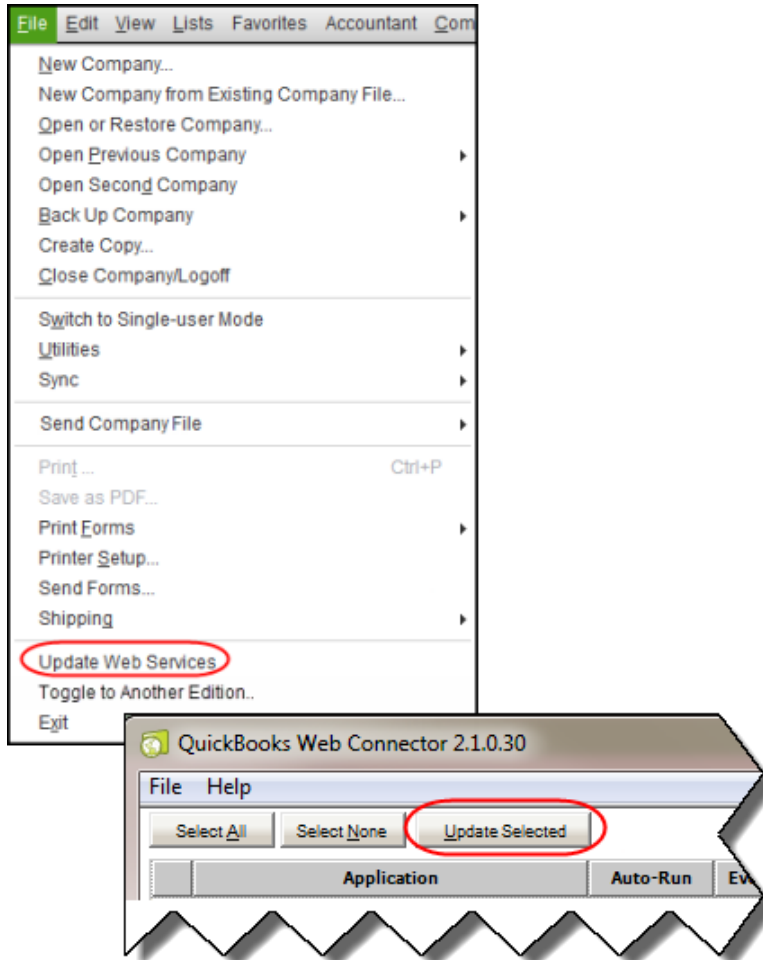 File Edit View Lists Favorites Accountant Com
New Company...
New Company from Existing Company File...
Open or Restore Company...
Open Previous Company
Open Second Company
Back Up Company
Create Copy...
Close Company/Logoff
Switch to Single-user Mode
Utilities
Sync
Send Company File
Print ... Ctrl+P
Save as PDF...
Print Forms
Printer Setup...
Send Forms...
Shipping
Update Web Services
Toggle to Another Edition..
Exit
QuickBooks Web Connector 2.1.0.30
File Help
Select All Select None Update Selected
Application Auto-Run Ev